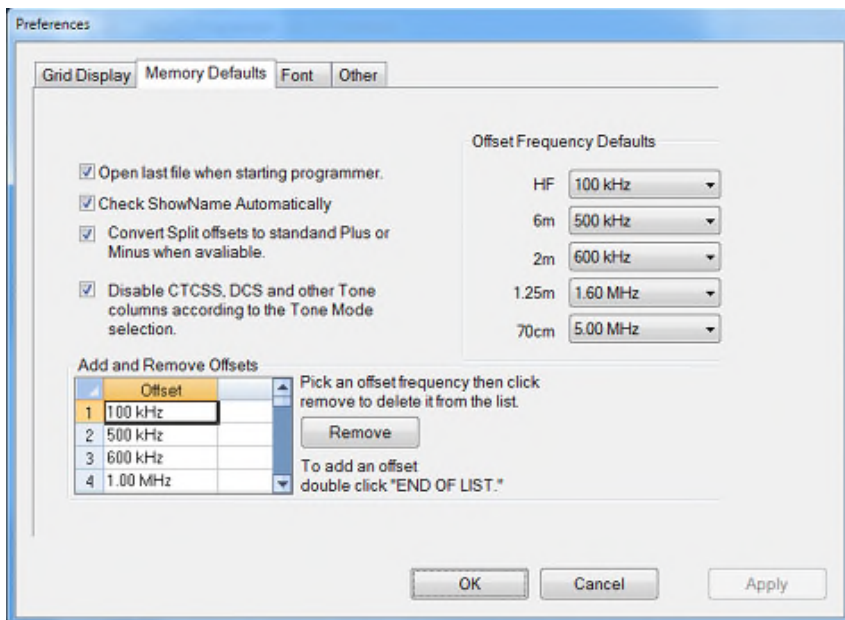 Preferences
Grid Display Memory Defaults Font Other
Open last file when starting programmer.
Check ShowName Automatically
Convert Split offsets to standand Plus or
Minus when avaliable.
Disable CTCSS, DCS and other Tone
columns according to the Tone Mode
selection.
Offset Frequency Defaults
HF 100 kHz
6m 500 kHz
2m 600 kHz
1.25m 1.60 MHz
70cm 5.00 MHz
Add and Remove Offsets
Offset
1 100 kHz
2 500 kHz
3 600 kHz
4 1.00 MHz
Pick an offset frequency then click
remove to delete it from the list.
Remove
To add an offset
double click "END OF LIST."
OK Cancel Apply